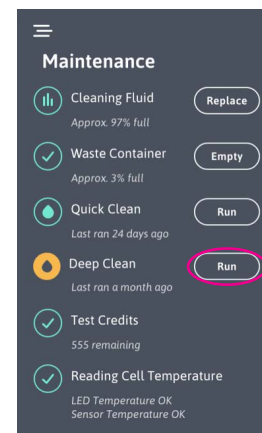 Maintenance
Cleaning Fluid
Replace
Approx. 97% full
Waste Container
Empty
Approx. 3% full
Quick Clean
Run
Last ran 24 days ago
Deep Clean
Run
Last ran a month ago
Test Credits
555 remaining
Reading Cell Temperature
LED Temperature OK
Sensor Temperature OK